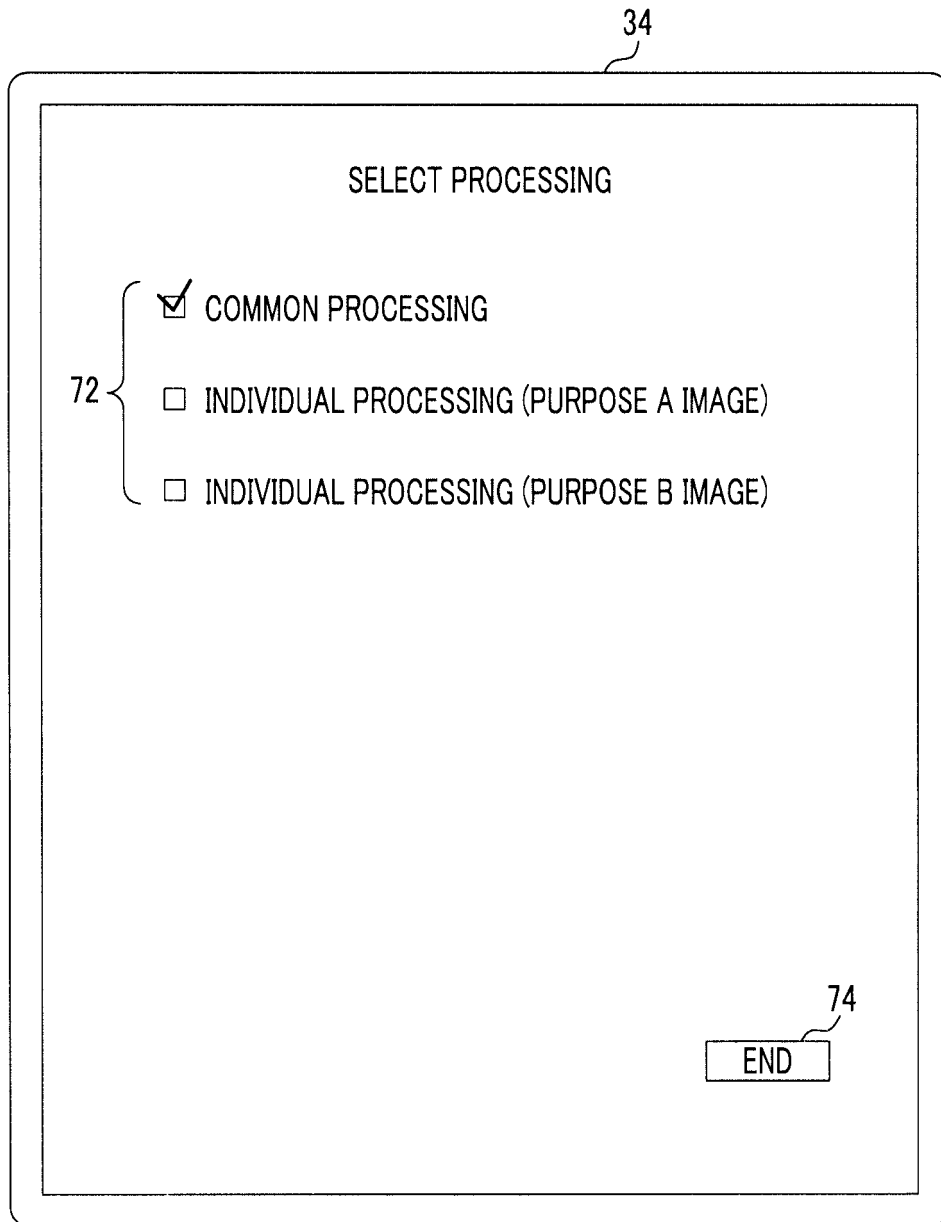 34
SELECT PROCESSING
COMMON PROCESSING
72
INDIVIDUAL PROCESSING (PURPOSE A IMAGE)
INDIVIDUAL PROCESSING (PURPOSE B IMAGE)
74
END